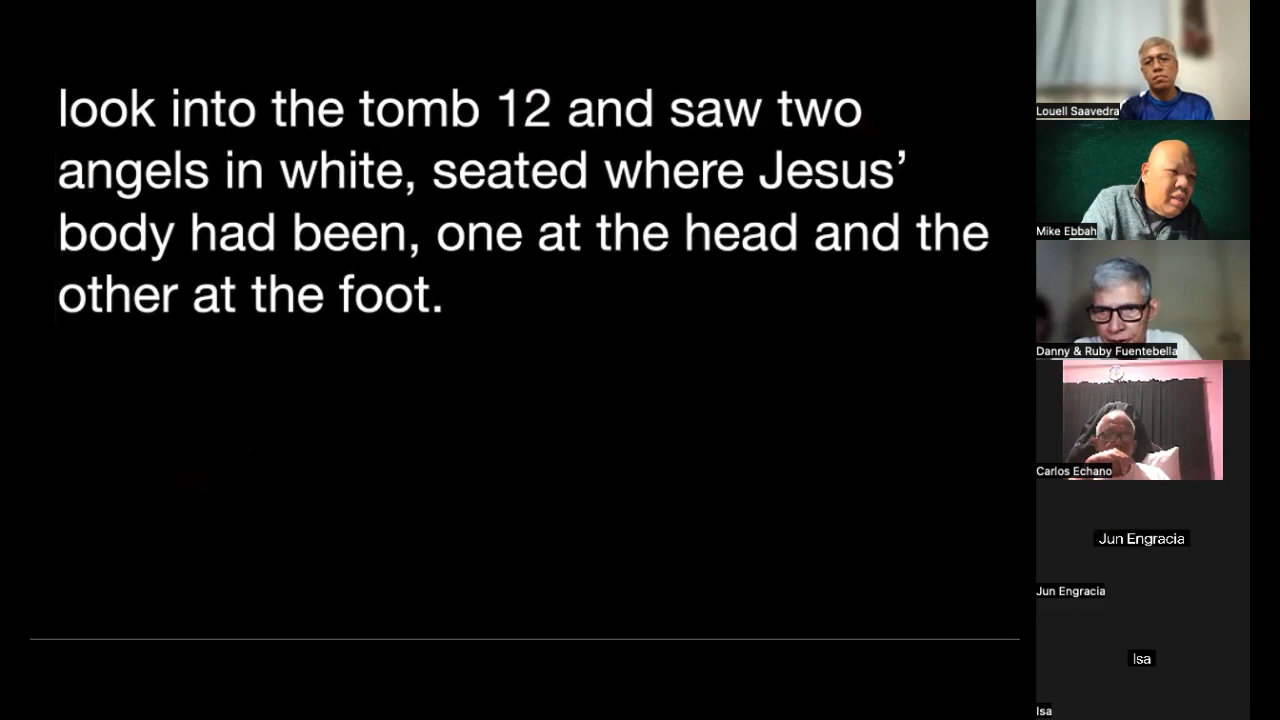 look into the tomb 12 and saw two
angels in white, seated where Jesus’
body had been, one at the head and the
other at the foot.
Louell Saavedra
Mike Ebbah
Danny & Ruby Fuentebella
Carlos Echano
Jun Engracia
Jun Engracia
Isa
Isa